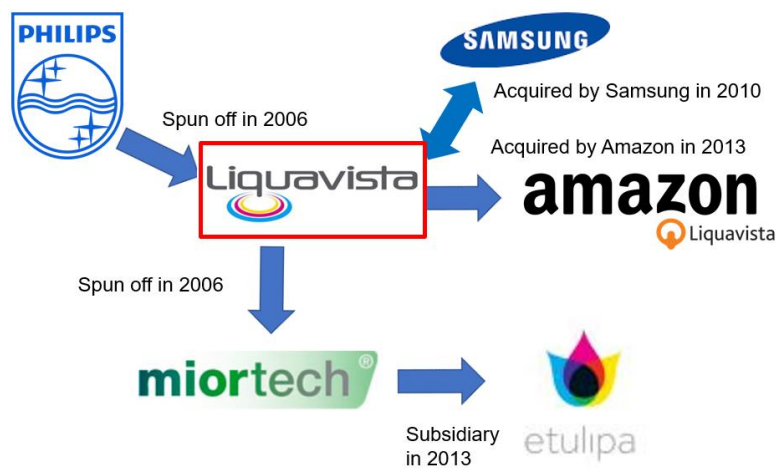 PHILIPS
SAMSUNG
Acquired by Samsung in 2010
Spun off in 2006
Acquired by Amazon in 2013
Liquavista
amazon
Liquavista
Spun off in 2006
miortech®
Subsidiary
in 2013
etulipa